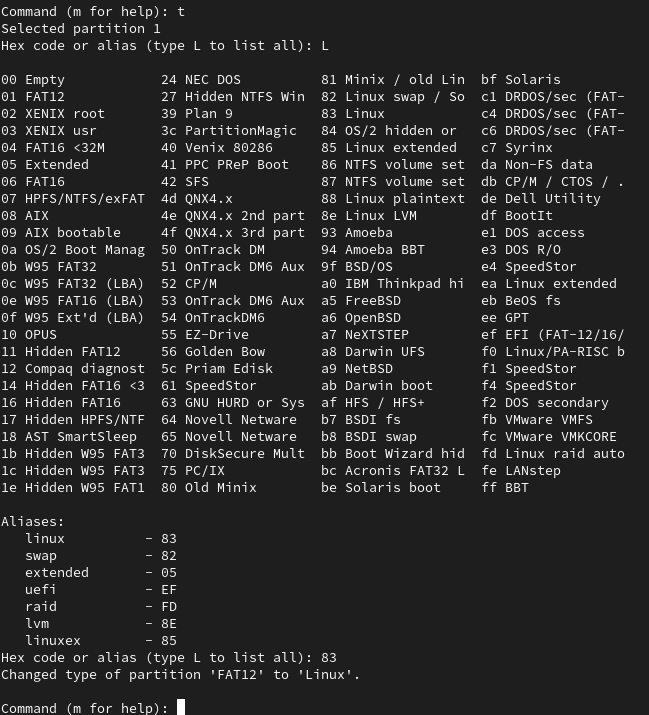 Command (m for help): t
Selected partition 1
Hex code or alias (type L to list all): L
00 Empty 24 NEC DOS 81 Minix / old Lin bf Solaris
01 FAT12 27 Hidden NTFS Win 82 Linux swap / So c1 DRDOS/sec (FAT-
02 XENIX root 39 Plan 9 83 Linux c4 DRDOS/sec (FAT-
03 XENIX usr 3c PartitionMagic 84 OS/2 hidden or c6 DRDOS/sec (FAT-
04 FAT16 <32M 40 Venix 80286 85 Linux extended c7 Syrinx
05 Extended 41 PPC PReP Boot 86 NTFS volume set da Non-FS data
06 FAT16 42 SFS 87 NTFS volume set db CP/M / CTOS / .
07 HPFS/NTFS/exFAT 4d QNX4.x 88 Linux plaintext de Dell Utility
08 AIX 4e QNX4.x 2nd part 8e Linux LVM df BootIt
09 AIX bootable 4f QNX4.x 3rd part 93 Amoeba e1 DOS access
0a OS/2 Boot Manag 50 OnTrack DM 94 Amoeba BBT e3 DOS R/O
0b W95 FAT32 51 OnTrack DM6 Aux 9f BSD/OS e4 SpeedStor
0c W95 FAT32 (LBA) 52 CP/M a0 IBM Thinkpad hi ea Linux extended
0e W95 FAT16 (LBA) 53 OnTrack DM6 Aux a5 FreeBSD eb BeOS fs
0f W95 Ext'd (LBA) 54 OnTrackDM6 a6 OpenBSD ee GPT
10 OPUS 55 EZ-Drive a7 NeXTSTEP ef EFI (FAT-12/16/
11 Hidden FAT12 56 Golden Bow a8 Darwin UFS f0 Linux/PA-RISC b
12 Compaq diagnost 5c Priam Edisk a9 NetBSD f1 SpeedStor
14 Hidden FAT16 <3 61 SpeedStor ab Darwin boot f4 SpeedStor
16 Hidden FAT16 63 GNU HURD or Sys af HFS / HFS+ f2 DOS secondary
17 Hidden HPFS/NTF 64 Novell Netware b7 BSDI fs fb VMware VMFS
18 AST SmartSleep 65 Novell Netware b8 BSDI swap fc VMware VMKCORE
1b Hidden W95 FAT3 70 DiskSecure Mult bb Boot Wizard hid fd Linux raid auto
1c Hidden W95 FAT3 75 PC/IX bc Acronis FAT32 L fe LANstep
1e Hidden W95 FAT1 80 Old Minix be Solaris boot ff BBT
Aliases:
linux - 83
swap - 82
extended - 05
uefi - EF
raid - FD
lvm - 8E
linuxex - 85
Hex code or alias (type L to list all): 83
Changed type of partition 'FAT12' to 'Linux'.
Command (m for help):